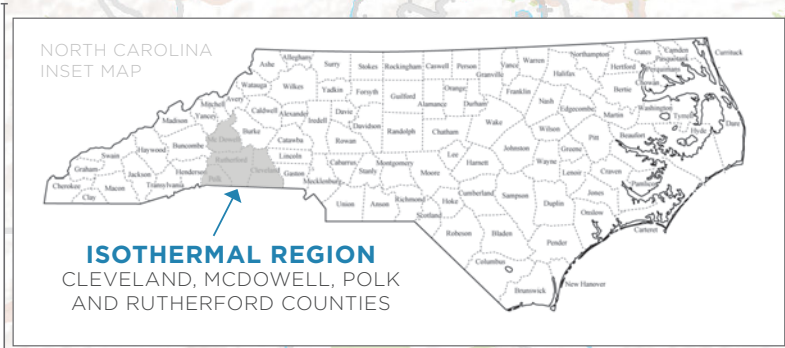 NORTH CAROLINA
INSET MAP
Ashe
Alleghany
Surry
Stokes
Rockingham
Caswell
Person
Granville
Vance
Warren
Northampton
Gates
Camden
Currituck
Pasquotank
Perquimans
Chowan
Hertford
Halifax
Bertie
Watauga
Wilkes
Yadkin
Forsyth
Guilford
Alamance
Orange
Durham
Franklin
Nash
Edgecombe
Martin
Washington
Tyrrell
Dare
Mitchell
Avery
Caldwell
Alexander
Iredell
Davie
Davidson
Randolph
Chatham
Wake
Wilson
Pitt
Beaufort
Hyde
Madison
Yancey
Burke
Catawba
Rowan
Johnston
Greene
Swain
Haywood
Buncombe
McDowell
Rutherford
Lincoln
Cabarrus
Stanly
Montgomery
Moore
Lee
Harnett
Wayne
Lenoir
Craven
Pamlico
Graham
Jackson
Henderson
Polk
Cleveland
Gaston
Mecklenburg
Cherokee
Clay
Macon
Transylvania
Union
Anson
Richmond
Scotland
Hoke
Cumberland
Sampson
Duplin
Jones
Onslow
Carteret
Robeson
Bladen
Pender
Columbus
Brunswick
New Hanover
ISOTHERMAL REGION
CLEVELAND, MCDOWELL, POLK
AND RUTHERFORD COUNTIES